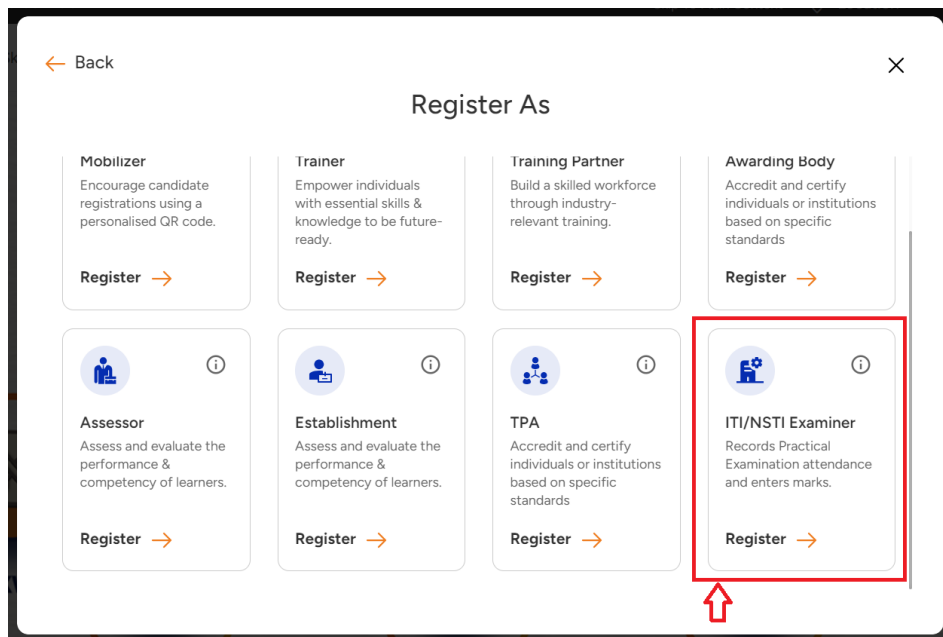 Back
Register As
Mobilizer
Encourage candidate
registrations using a
personalised QR code.
Register
Trainer
Empower individuals
with essential skills &
knowledge to be future-
ready.
Register
Training Partner
Build a skilled workforce
through industry-
relevant training.
Register
Awarding Body
Accredit and certify
individuals or institutions
based on specific
standards
Register
Assessor
Assess and evaluate the
performance &
competency of learners.
Register
Establishment
Assess and evaluate the
performance &
competency of learners.
Register
TPA
Accredit and certify
individuals or institutions
based on specific
standards
Register
ITI/NSTI Examiner
Records Practical
Examination attendance
and enters marks.
Register